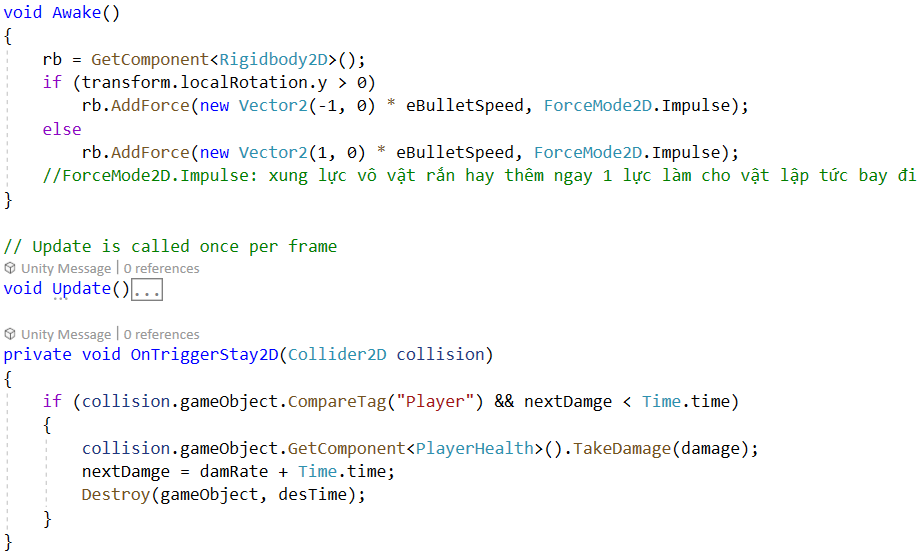 void Awake()
{
rb = GetComponent<Rigidbody2D>();
if (transform.localRotation.y > 0)
rb.AddForce(new Vector2(-1, 0) * eBulletSpeed, ForceMode2D.Impulse);
else
rb.AddForce(new Vector2(1, 0) * eBulletSpeed, ForceMode2D.Impulse);
//ForceMode2D.Impulse: xung lực vô vật rắn hay thêm ngay 1 lực làm cho vật lập tức bay đi
}
// Update is called once per frame
Unity Message | 0 references
void Update()...
Unity Message | 0 references
private void OnTriggerStay2D(Collider2D collision)
{
if (collision.gameObject.CompareTag("Player") && nextDamge < Time.time)
{
collision.gameObject.GetComponent<PlayerHealth>().TakeDamage(damage);
nextDamge = damRate + Time.time;
Destroy(gameObject, desTime);
}
}